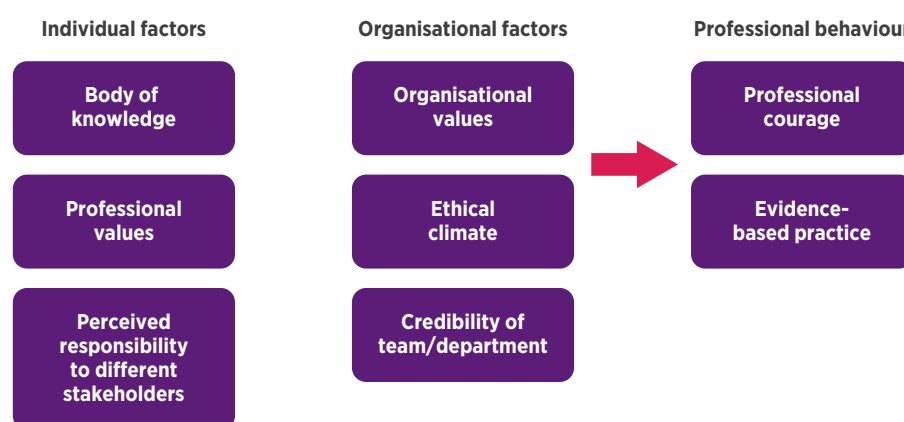 Individual factors
Body of
knowledge
Professional
values
Perceived
responsibility
to different
stakeholders
Organisational factors
Organisational
values
Ethical
climate
Credibility of
team/department
Professional behaviour
Professional
courage
Evidence-
based practice